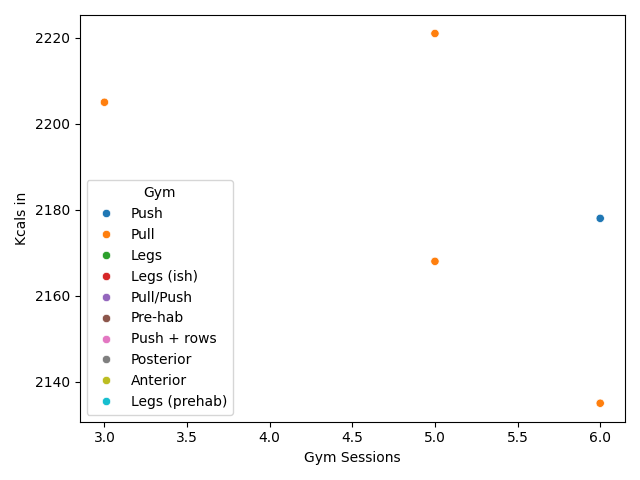 2220
2200
2180
2160
2140
Kcals in
Gym
Push
Pull
Legs
Legs (ish)
Pull/Push
Pre-hab
Push + rows
Posterior
Anterior
Legs (prehab)
3.0 3.5 4.0 4.5 5.0 5.5 6.0
Gym Sessions